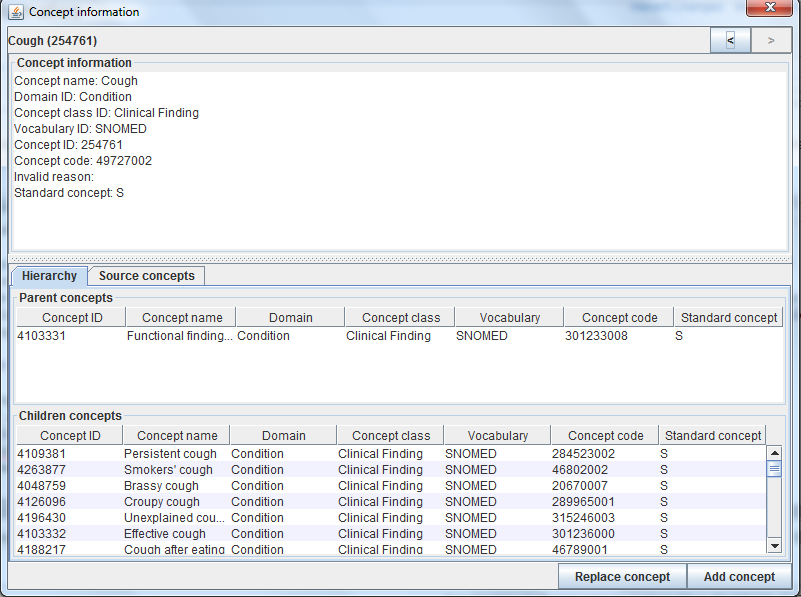 Concept information
Cough (254761) < >
Concept information
Concept name: Cough
Domain ID: Condition
Concept class ID: Clinical Finding
Vocabulary ID: SNOMED
Concept ID: 254761
Concept code: 49727002
Invalid reason:
Standard concept: S
Hierarchy Source concepts
Parent concepts
Concept ID Concept name Domain Concept class Vocabulary Concept code Standard concept
4103331 Functional finding... Condition Clinical Finding SNOMED 301233008 S
Children concepts
Concept ID Concept name Domain Concept class Vocabulary Concept code Standard concept
4109381 Persistent cough Condition Clinical Finding SNOMED 284523002 S
4263877 Smokers' cough Condition Clinical Finding SNOMED 46802002 S
4048759 Brassy cough Condition Clinical Finding SNOMED 20670007 S
4126096 Croupy cough Condition Clinical Finding SNOMED 289965001 S
4196430 Unexplained cou... Condition Clinical Finding SNOMED 315246003 S
4103332 Effective cough Condition Clinical Finding SNOMED 301236000 S
4188217 Cough after eating Condition Clinical Finding SNOMED 46789001 S
Replace concept Add concept